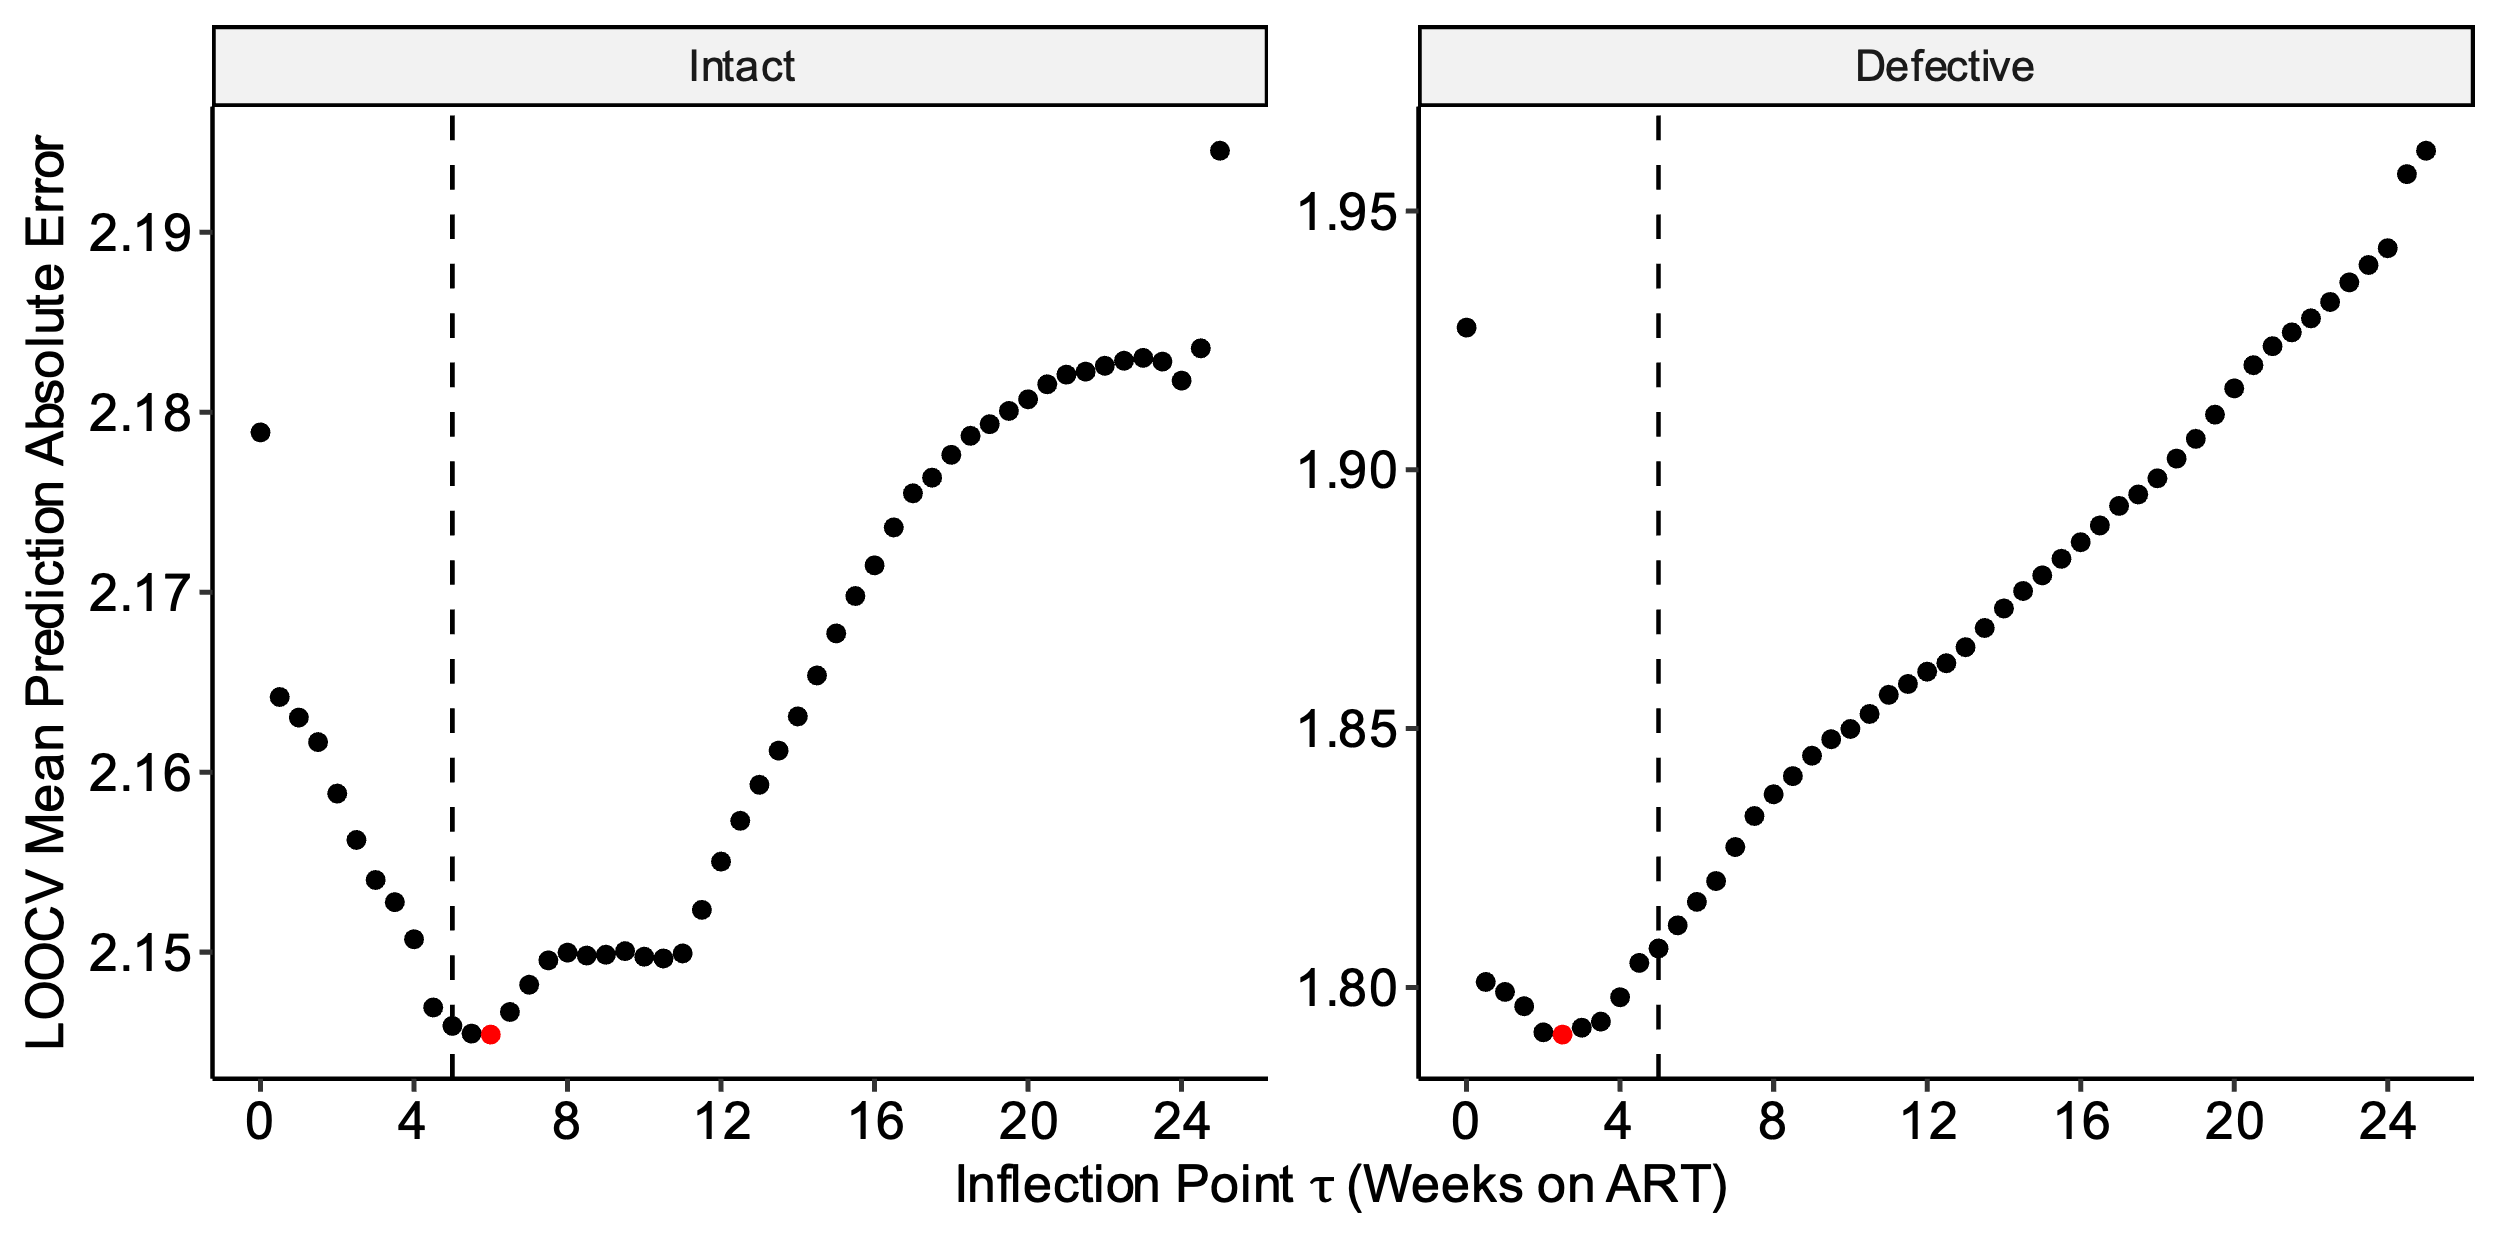 Intact
Defective
LOOCV Mean Prediction Absolute Error
2.19
2.18
2.17
2.16
2.15
1.95
1.90
1.85
1.80
0 4 8 12 16 20 24
0 4 8 12 16 20 24
Inflection Point τ (Weeks on ART)